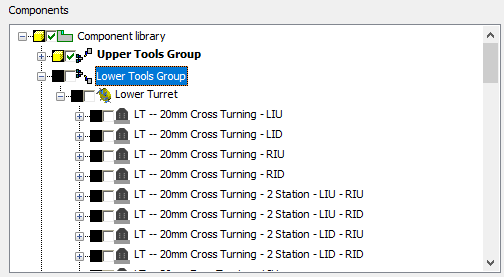 Components
Component library
Upper Tools Group
Lower Tools Group
Lower Turret
LT -- 20mm Cross Turning - LIU
LT -- 20mm Cross Turning - LID
LT -- 20mm Cross Turning - RIU
LT -- 20mm Cross Turning - RID
LT -- 20mm Cross Turning - 2 Station - LIU - RIU
LT -- 20mm Cross Turning - 2 Station - LIU - RID
LT -- 20mm Cross Turning - 2 Station - LID - RIU
LT -- 20mm Cross Turning - 2 Station - LID - RID